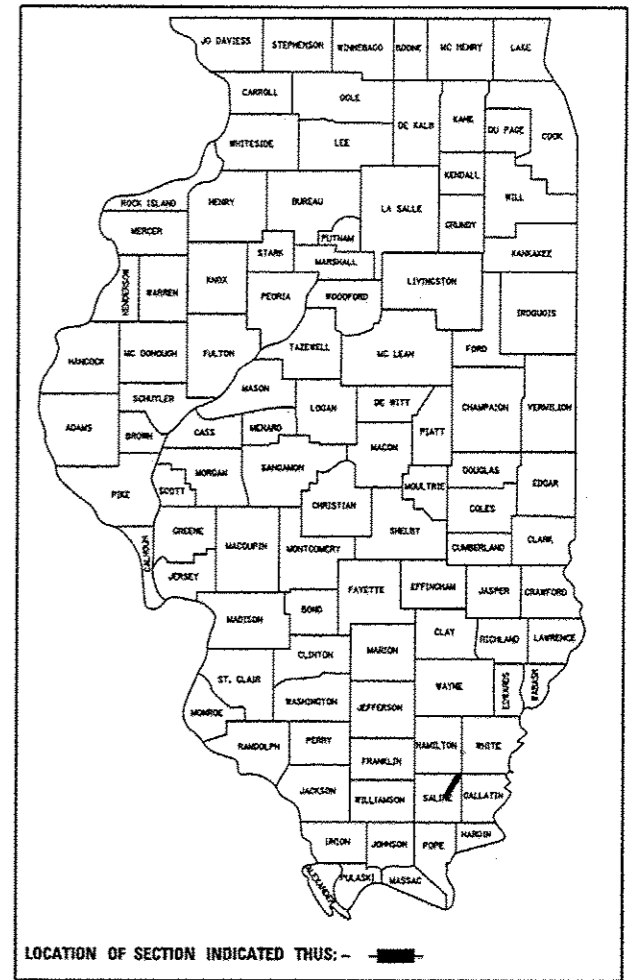 JO DAVIESS STEPHENSON WINNEBAGO BOONE MC HENRY LAKE
CARROLL OGLE DE KALB KANE DU PAGE COOK
WHITESIDE LEE
KENDALL
ROCK ISLAND HENRY BUREAU LA SALLE GRUNDY WILL
MERCER PUTNAM
STARK MARSHALL KANKAKEE
HENDERSON WARREN KNOX PEORIA WOODFORD LIVINGSTON IROQUOIS
HANCOCK MC DONOUGH FULTON TAZEWELL MC LEAN FORD
MASON
SCHUYLER LOGAN DE WITT CHAMPAION VERMILION
ADAMS BROWN CASS MENARD MACON PIATT
PIKE SCOTT MORGAN SANGAMON MOULTRIE DOUGLAS EDGAR
CHRISTIAN COLES
CALHOUN GREENE MACOUPIN MONTGOMERY SHELBY CUMBERLAND CLARK
JERSEY
FAYETTE EFFINGHAM JASPER CRAWFORD
MADISON BOND
CLAY RICHLAND LAWRENCE
CLINTON MARION
ST. CLAIR WAYNE EDWARDS WABASH
MONROE WASHINGTON JEFFERSON
RANDOLPH PERRY HAMILTON WHITE
FRANKLIN
JACKSON WILLIAMSON SALINE GALLATIN
UNION JOHNSON POPE HARDIN
ALEXANDER PULASKI MASSAC
LOCATION OF SECTION INDICATED THUS: -